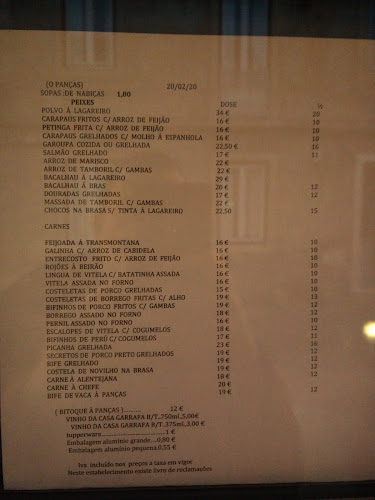 (O PANÇAS) 20/02/20
SOPAS :DE NABIÇAS 1,80
PEIXES DOSE ½
POLVO À LAGAREIRO 34 € 20
CARAPAUS FRITOS C/ ARROZ DE FEIJÃO 16 € 10
PETINGA FRITA C/ ARROZ DE FEIJÃO 16 € 10
CARAPAUS GRELHADOS C/ MOLHO À ESPANHOLA 16 € 10
GAROUPA COZIDA OU GRELHADA 22,50 € 16
SALMÃO GRELHADO 17 € 11
ARROZ DE MARISCO 22 €
ARROZ DE TAMBORIL C/ GAMBAS 22 €
BACALHAU À LAGAREIRO 29 €
BACALHAU À BRAS 20 € 12
DOURADAS GRELHADAS 17 € 12
MASSADA DE TAMBORIL C/ GAMBAS 22 €
CHOCOS NA BRASA S/ TINTA À LAGAREIRO 22,50 15
CARNES
FEIJOADA À TRANSMONTANA 16 € 10
GALINHA C/ ARROZ DE CABIDELA 16 € 10
ENTRECOSTO FRITO C/ ARROZ DE FEIJÃO 16 € 10
ROJÕES À BEIRÃO 16 € 10
LINGUA DE VITELA C/ BATATINHA ASSADA 16 € 10
VITELA ASSADA NO FORNO 16 € 10
COSTELETAS DE PORCO GRELHADAS 15 € 10
COSTELETAS DE BORREGO FRITAS C/ ALHO 19 € 13
BIFINHOS DE PORCO FRITOS C/ GAMBAS 19 € 12
BORREGO ASSADO NO FORNO 18 € 12
PERNIL ASSADO NO FORNO 16 € 10
ESCALOPES DE VITELA C/ COGUMELOS 18 € 12
BIFINHOS DE PERÚ C/COGUMELOS 17 € 11
PICANHA GRELHADA 23 € 16
SECRETOS DE PORCO PRETO GRELHADOS 19 € 12
BIFE GRELHADO 19 € 12
COSTELA DE NOVILHO NA BRASA 19 € 12
CARNE À ALENTEJANA 18 € 12
CARNE À CHEFE 20 €
BIFE DE VACA À PANÇAS 19 € 12
( BITOQUE À PANÇAS )........... 12 €
VINHO DA CASA GARRAFA B/T..750ml.,5,00€
VINHO DA CASA GARRAFA B/T..375ml.,3,00 €
tupperware.............................1 €
Embalagem alumínio grande....0,80 €
Embalagem alumínio pequena.0,55 €
Iva incluído nos preços a taxa em vigor
Neste estabelecimento existe livro de reclamações